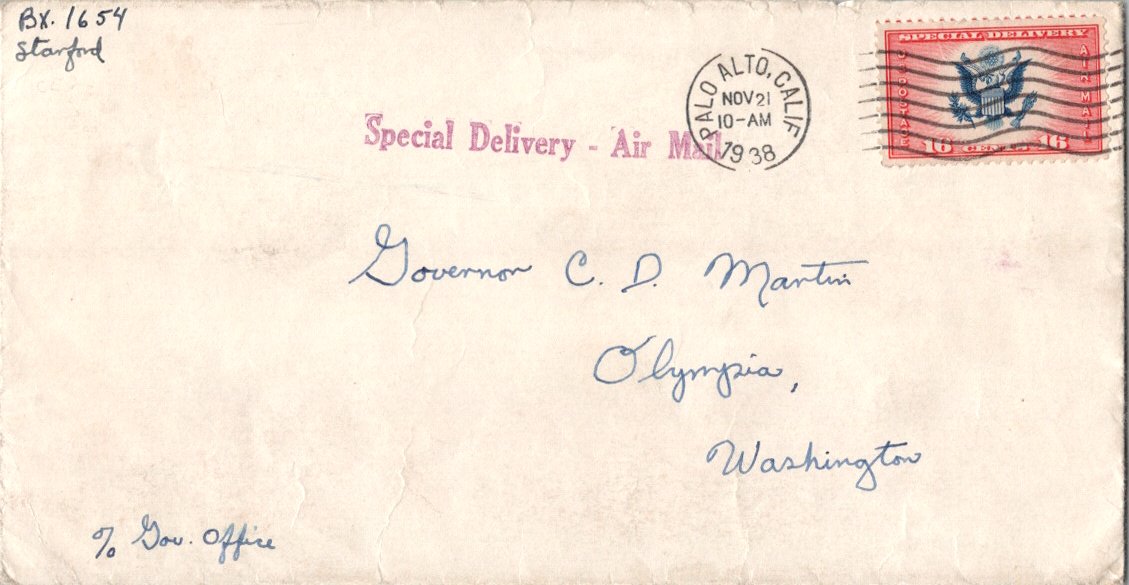 Bx. 1654
Stanford
PALO ALTO, CALIF
NOV 21
10-AM
1938
SPECIAL DELIVERY
AIR MAIL
16 CENTS 16
Special Delivery - Air Mail
Governor C. D. Martin
Olympia,
Washington
c/o Gov. Office